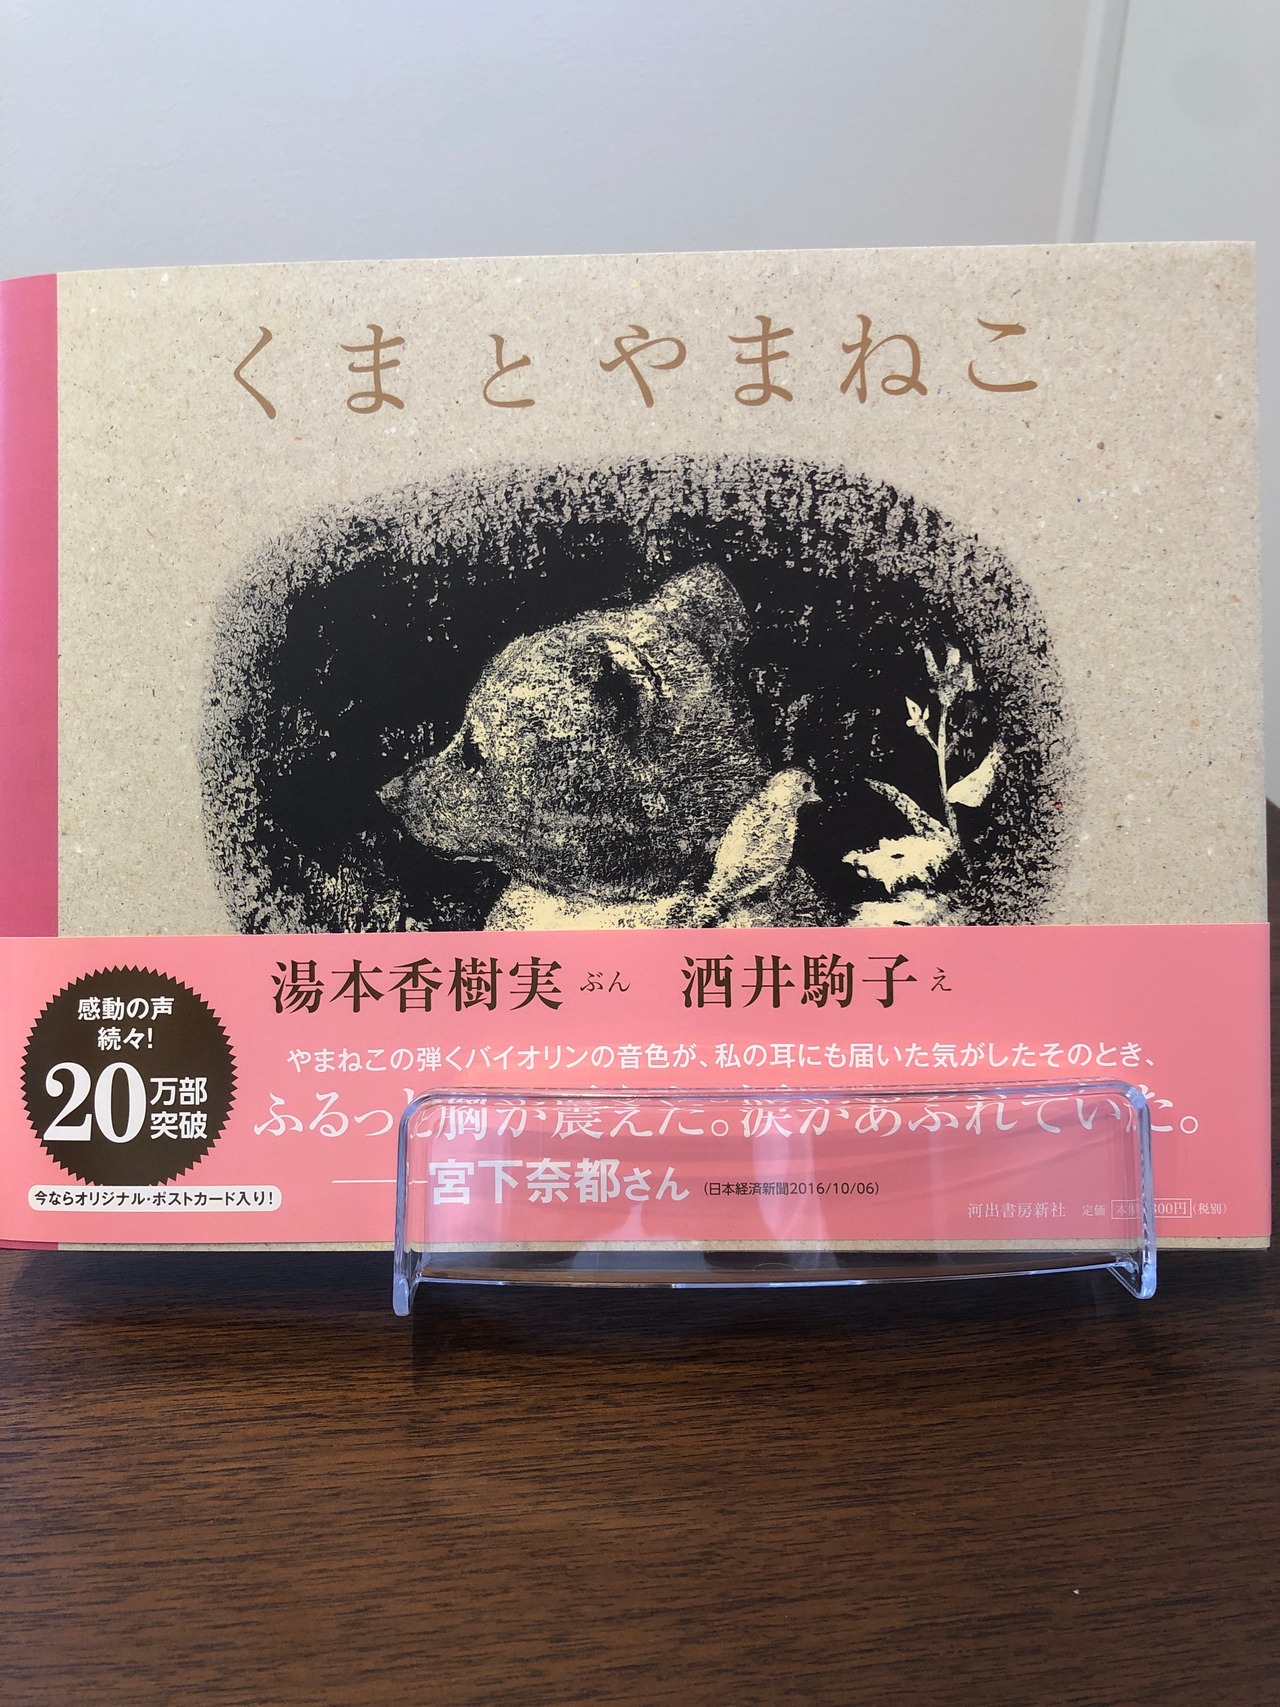 くまとやまねこ
湯本香樹実 ぶん 酒井駒子 え
感動の声
続々!
20万部
突破
今ならオリジナル・ポストカード入り!
やまねこの弾くバイオリンの音色が、私の耳にも届いた気がしたそのとき、
ふるっと胸が震えた。涙があふれていた。
——宮下奈都さん (日本経済新聞2016/10/06)
河出書房新社 定価 (税別)